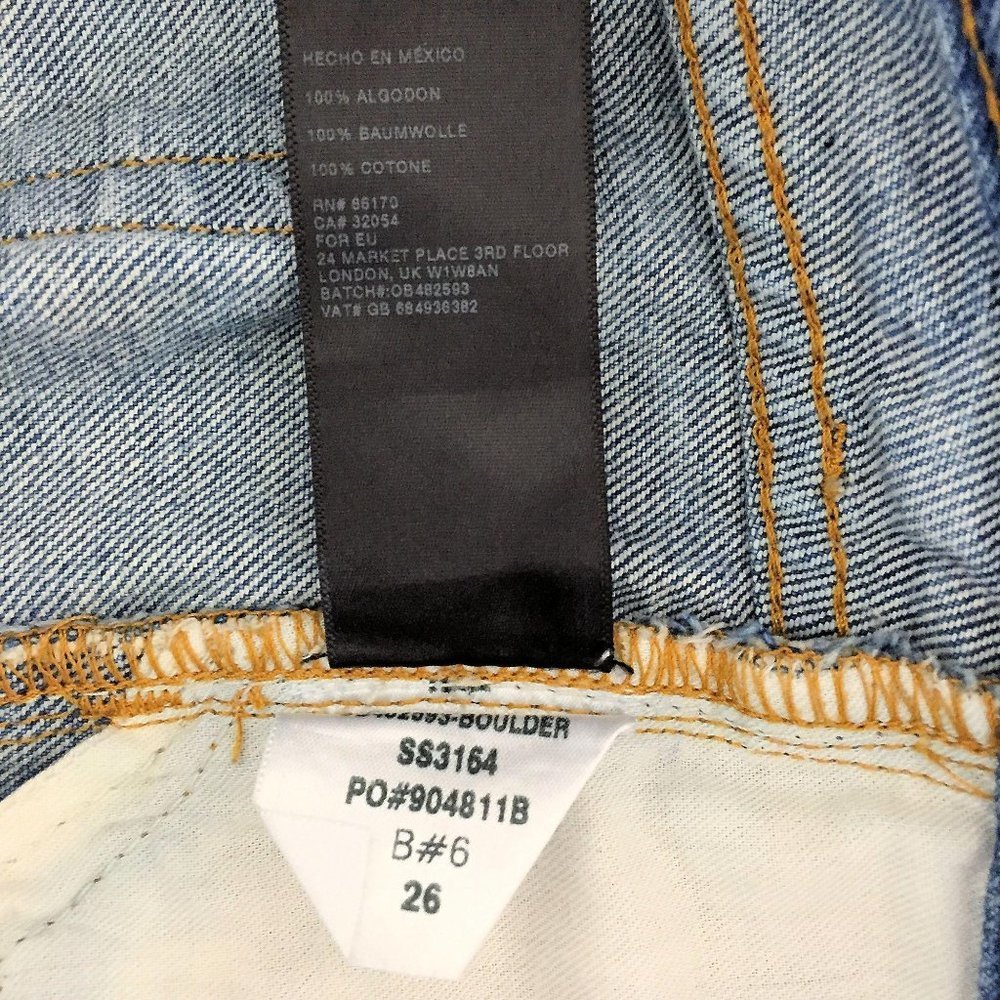 HECHO EN MÉXICO
100% ALGODON
100% BAUMWOLLE
100% COTONE
RN# 86170
CA# 32054
FOR EU
24 MARKET PLACE 3RD FLOOR
LONDON, UK W1W8AN
BATCH#:OB482593
VAT# GB 684936382
SS3164
PO#904811B
B#6
26